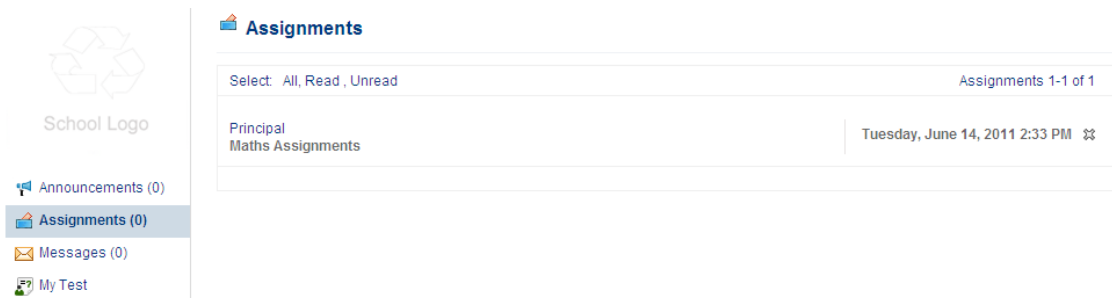 School Logo
Announcements (0)
Assignments (0)
Messages (0)
My Test
Assignments
Select: All, Read , Unread
Assignments 1-1 of 1
Principal
Maths Assignments
Tuesday, June 14, 2011 2:33 PM